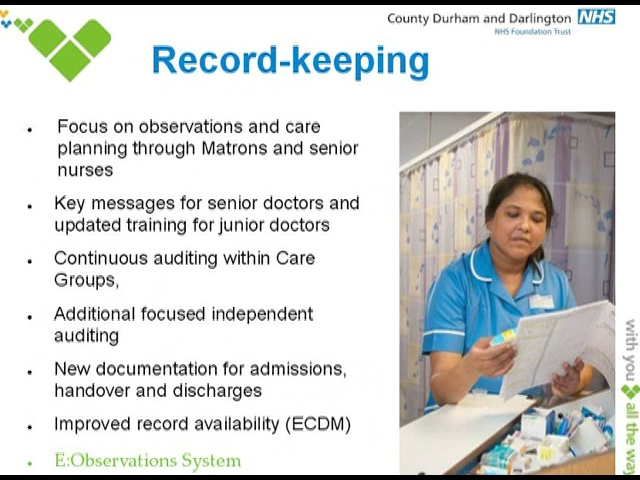 County Durham and Darlington NHS
NHS Foundation Trust
Record-keeping
Focus on observations and care
planning through Matrons and senior
nurses
Key messages for senior doctors and
updated training for junior doctors
Continuous auditing within Care
Groups,
Additional focused independent
auditing
New documentation for admissions,
handover and discharges
Improved record availability (ECDM)
E:Observations System
with you all the way